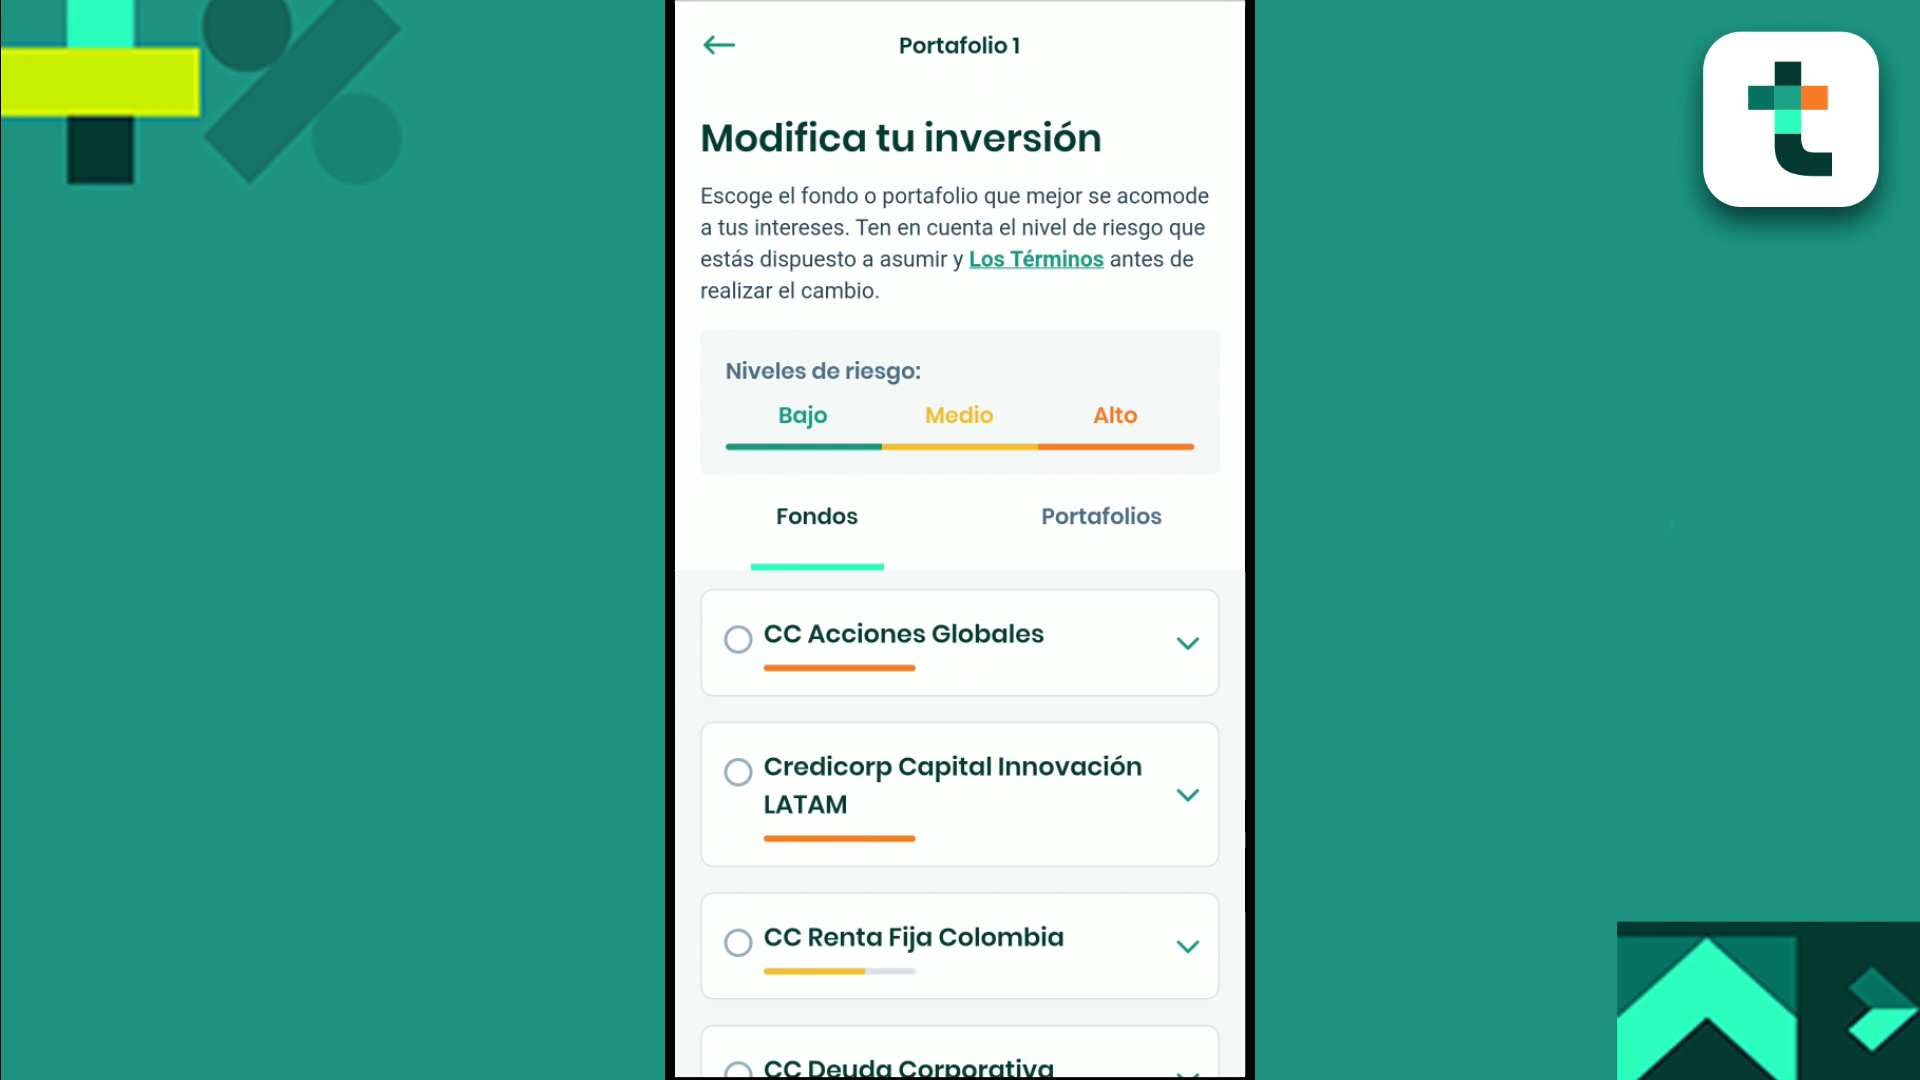 Portafolio 1
Modifica tu inversión
Escoge el fondo o portafolio que mejor se acomode
a tus intereses. Ten en cuenta el nivel de riesgo que
estás dispuesto a asumir y Los Términos antes de
realizar el cambio.
Niveles de riesgo:
Bajo Medio Alto
Fondos Portafolios
CC Acciones Globales
Credicorp Capital Innovación
LATAM
CC Renta Fija Colombia
CC Deuda Corporativa